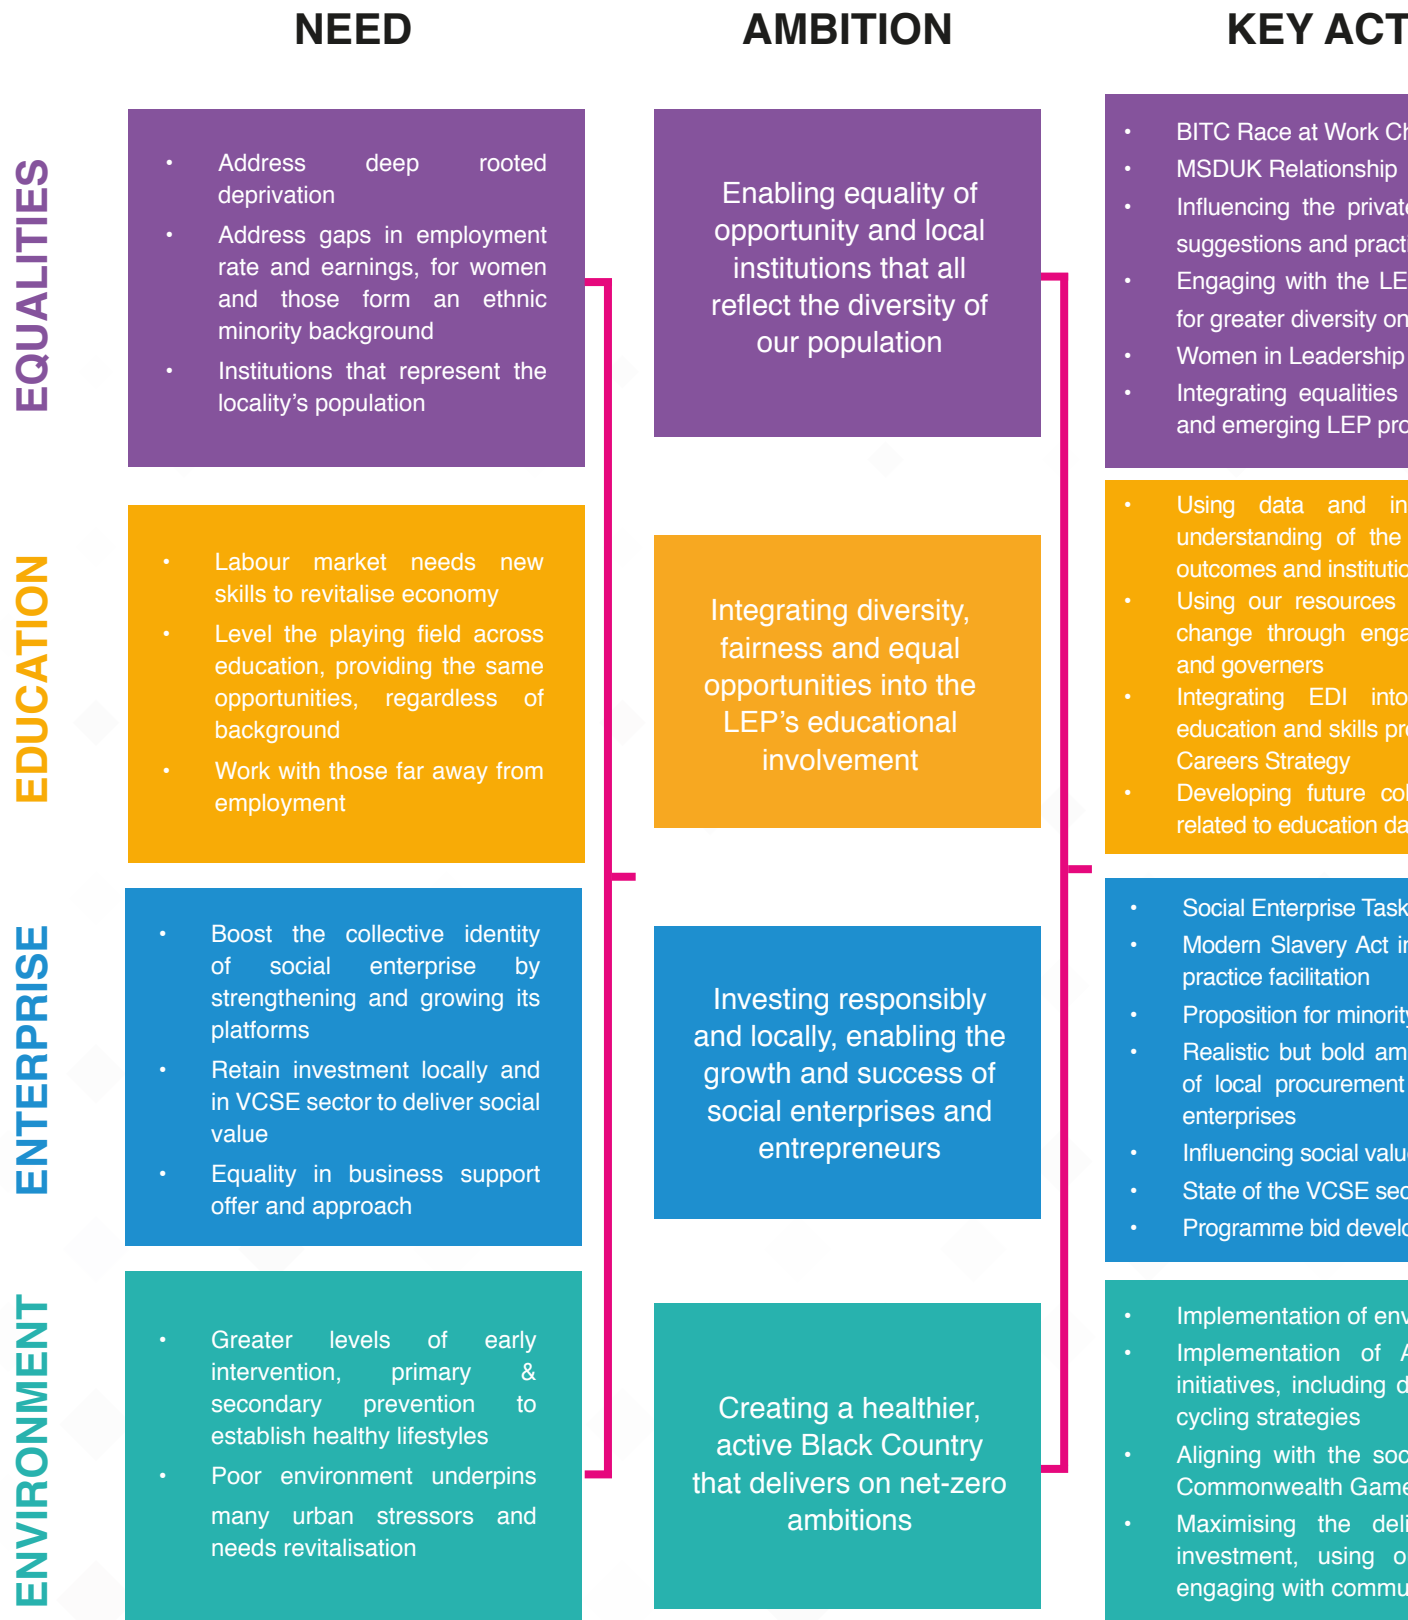 NEED
AMBITION
KEY ACT
EQUALITIES
• Address deep rooted
deprivation
• Address gaps in employment
rate and earnings, for women
and those form an ethnic
minority background
• Institutions that represent the
locality's population
Enabling equality of
opportunity and local
institutions that all
reflect the diversity of
our population
• BITC Race at Work Ch
• MSDUK Relationship
• Influencing the private
suggestions and practi
• Engaging with the LE
for greater diversity on
• Women in Leadership
• Integrating equalities
and emerging LEP pro
EDUCATION
• Labour market needs new
skills to revitalise economy
• Level the playing field across
education, providing the same
opportunities, regardless of
background
• Work with those far away from
employment
Integrating diversity,
fairness and equal
opportunities into the
LEP's educational
involvement
• Using data and in
understanding of the
outcomes and institutio
• Using our resources
change through enga
and governers
• Integrating EDI into
education and skills pro
Careers Strategy
• Developing future col
related to education da
ENTERPRISE
• Boost the collective identity
of social enterprise by
strengthening and growing its
platforms
• Retain investment locally and
in VCSE sector to deliver social
value
• Equality in business support
offer and approach
Investing responsibly
and locally, enabling the
growth and success of
social enterprises and
entrepreneurs
• Social Enterprise Task
• Modern Slavery Act in
practice facilitation
• Proposition for minority
• Realistic but bold am
of local procurement
enterprises
• Influencing social value
• State of the VCSE sec
• Programme bid develo
ENVIRONMENT
• Greater levels of early
intervention, primary &
secondary prevention to
establish healthy lifestyles
• Poor environment underpins
many urban stressors and
needs revitalisation
Creating a healthier,
active Black Country
that delivers on net-zero
ambitions
• Implementation of env
• Implementation of A
initiatives, including d
cycling strategies
• Aligning with the soc
Commonwealth Game
• Maximising the deli
investment, using o
engaging with commu